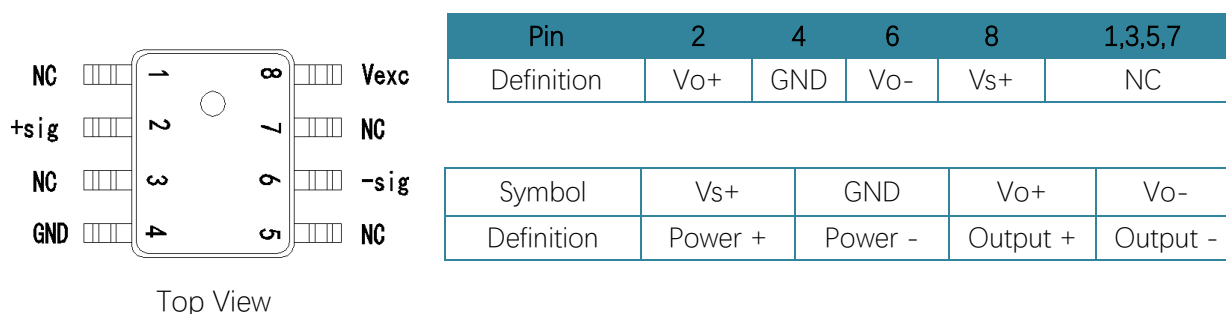 NC 1 8 Vexc
+sig 2 7 NC
NC 3 6 -sig
GND 4 5 NC
Top View
Pin 2 4 6 8 1,3,5,7
Definition Vo+ GND Vo- Vs+ NC
Symbol Vs+ GND Vo+ Vo-
Definition Power + Power - Output + Output -